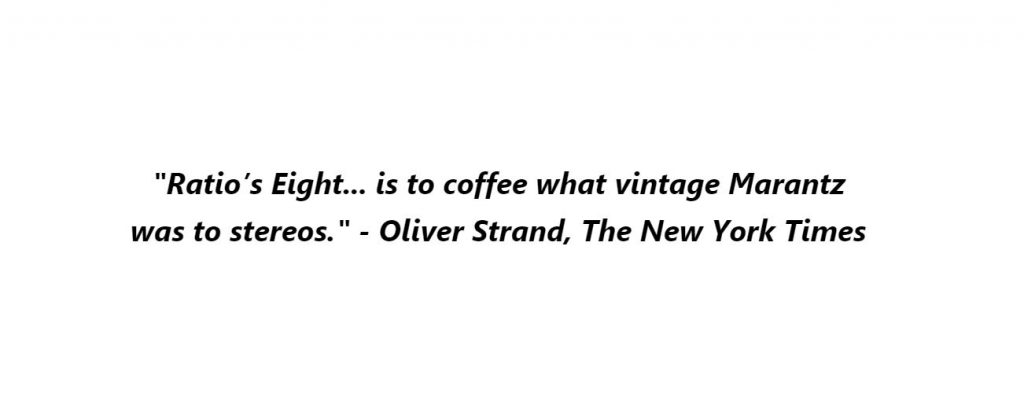 "Ratio’s Eight... is to coffee what vintage Marantz
was to stereos." - Oliver Strand, The New York Times